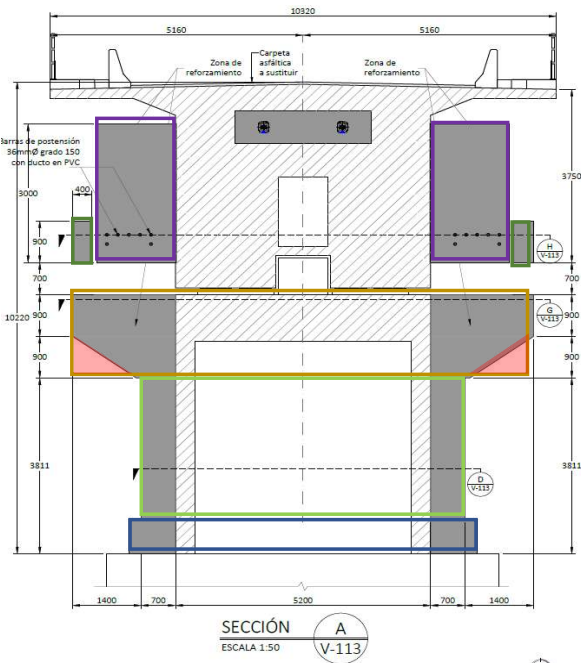 10320
5160
5160
Zona de
reforzamiento
Carpeta
asfáltica
a sustituir
Zona de
reforzamiento
Barras de postensión
36mmØ grado 150
con ducto en PVC
3000
400
3750
900
H
V-113
700
700
10220
900
G
V-113
900
900
900
3811
3811
D
V-113
1400
700
5200
700
1400
SECCIÓN
ESCALA 1:50
A
V-113